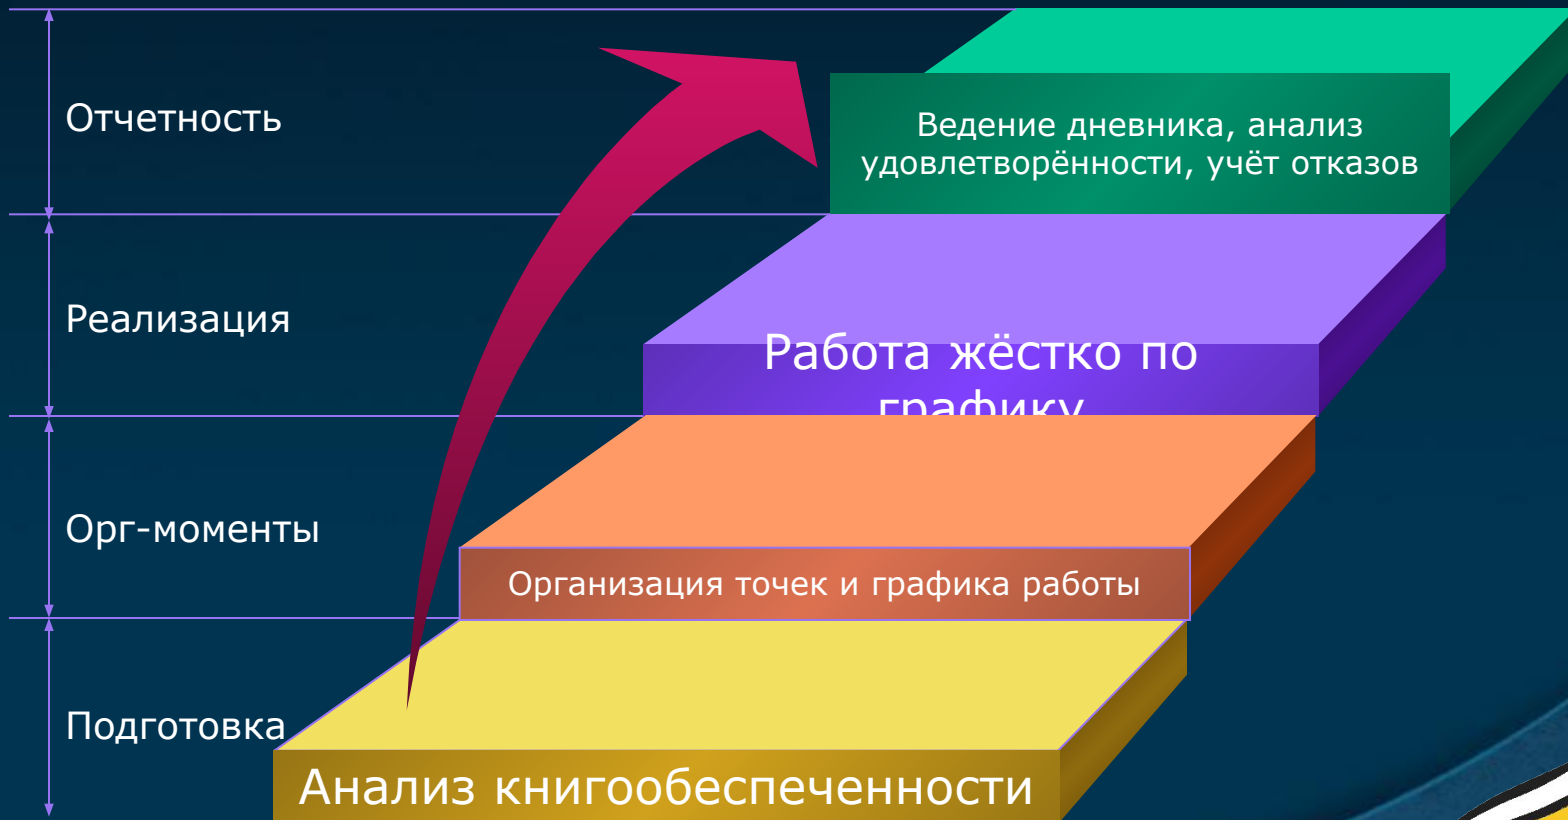 Отчетность
Ведение дневника, анализ
удовлетворённости, учёт отказов
Реализация
Работа жёстко по
графику
Орг-моменты
Организация точек и графика работы
Подготовка
Анализ книгообеспеченности